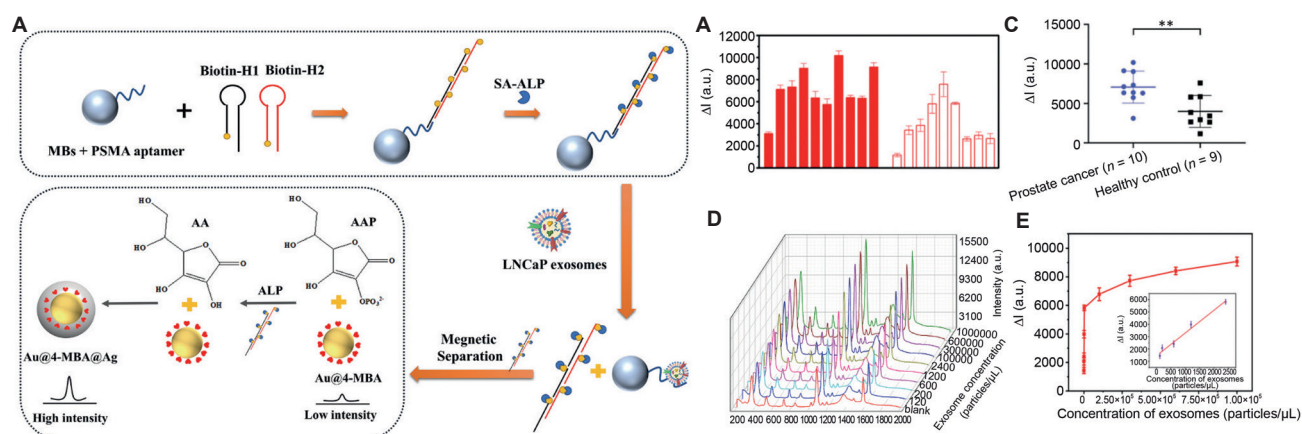 A
Biotin-H1
Biotin-H2
SA-ALP
+
MBs + PSMA aptamer
HO
AA
HO
O
O
HO
OH
HO
AAP
HO
O
O
HO
OPO₃²⁻
ALP
LNCaP exosomes
Megnetic
Separation
Au@4-MBA@Ag
Au@4-MBA
High intensity
Low intensity
A
ΔI (a.u.)
12000
10000
8000
6000
4000
2000
0
C
**
ΔI (a.u.)
15000
10000
5000
0
Prostate cancer (n = 10)
Healthy control (n = 9)
D
15500
12400
9300
6200
3100
Intensity (a.u.)
1000000
600000
300000
100000
2400
1200
600
200
120
blank
Exosome concentration
(particles/μL)
200 400 600 800 1000 1200 1400 1600 1800 2000
E
ΔI (a.u.)
10000
8000
6000
4000
2000
0
0 2.50×10⁵ 5.00×10⁵ 7.50×10⁵ 1.00×10⁶
Concentration of exosomes (particles/μL)
ΔI (a.u.)
6000
5000
4000
3000
2000
1000
0 500 1000 1500 2000 2500
Concentration of exosomes
(particles/μL)